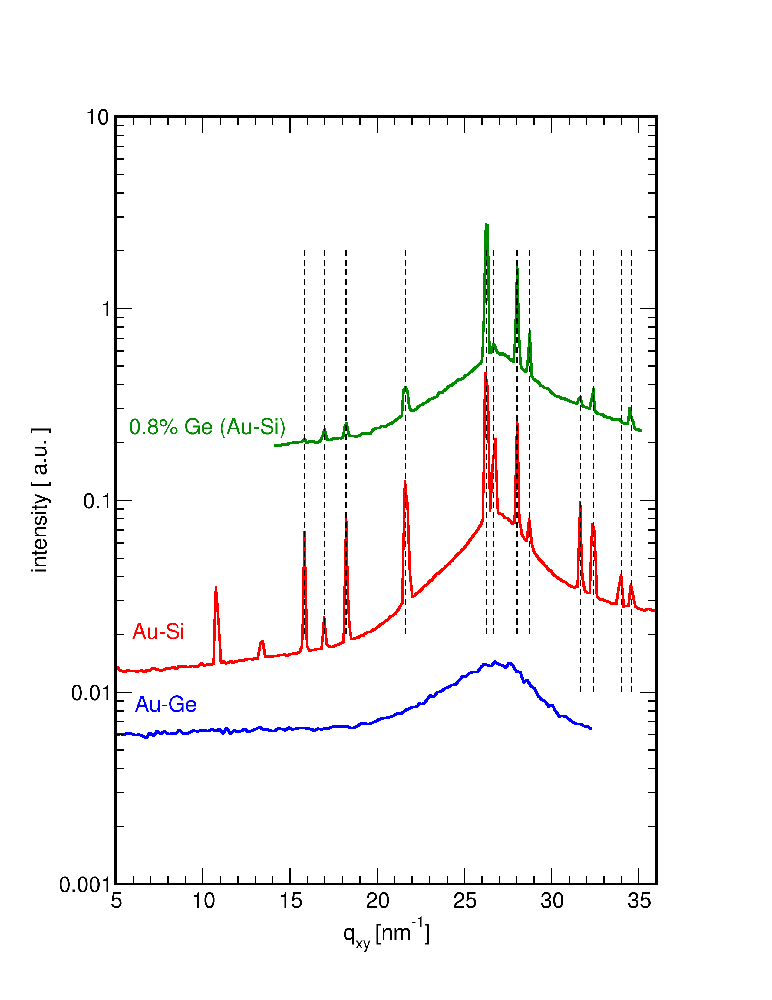 10
1
0.1
0.01
0.001
5 10 15 20 25 30 35
intensity [ a.u. ]
q_xy [nm^-1]
0.8% Ge (Au-Si)
Au-Si
Au-Ge